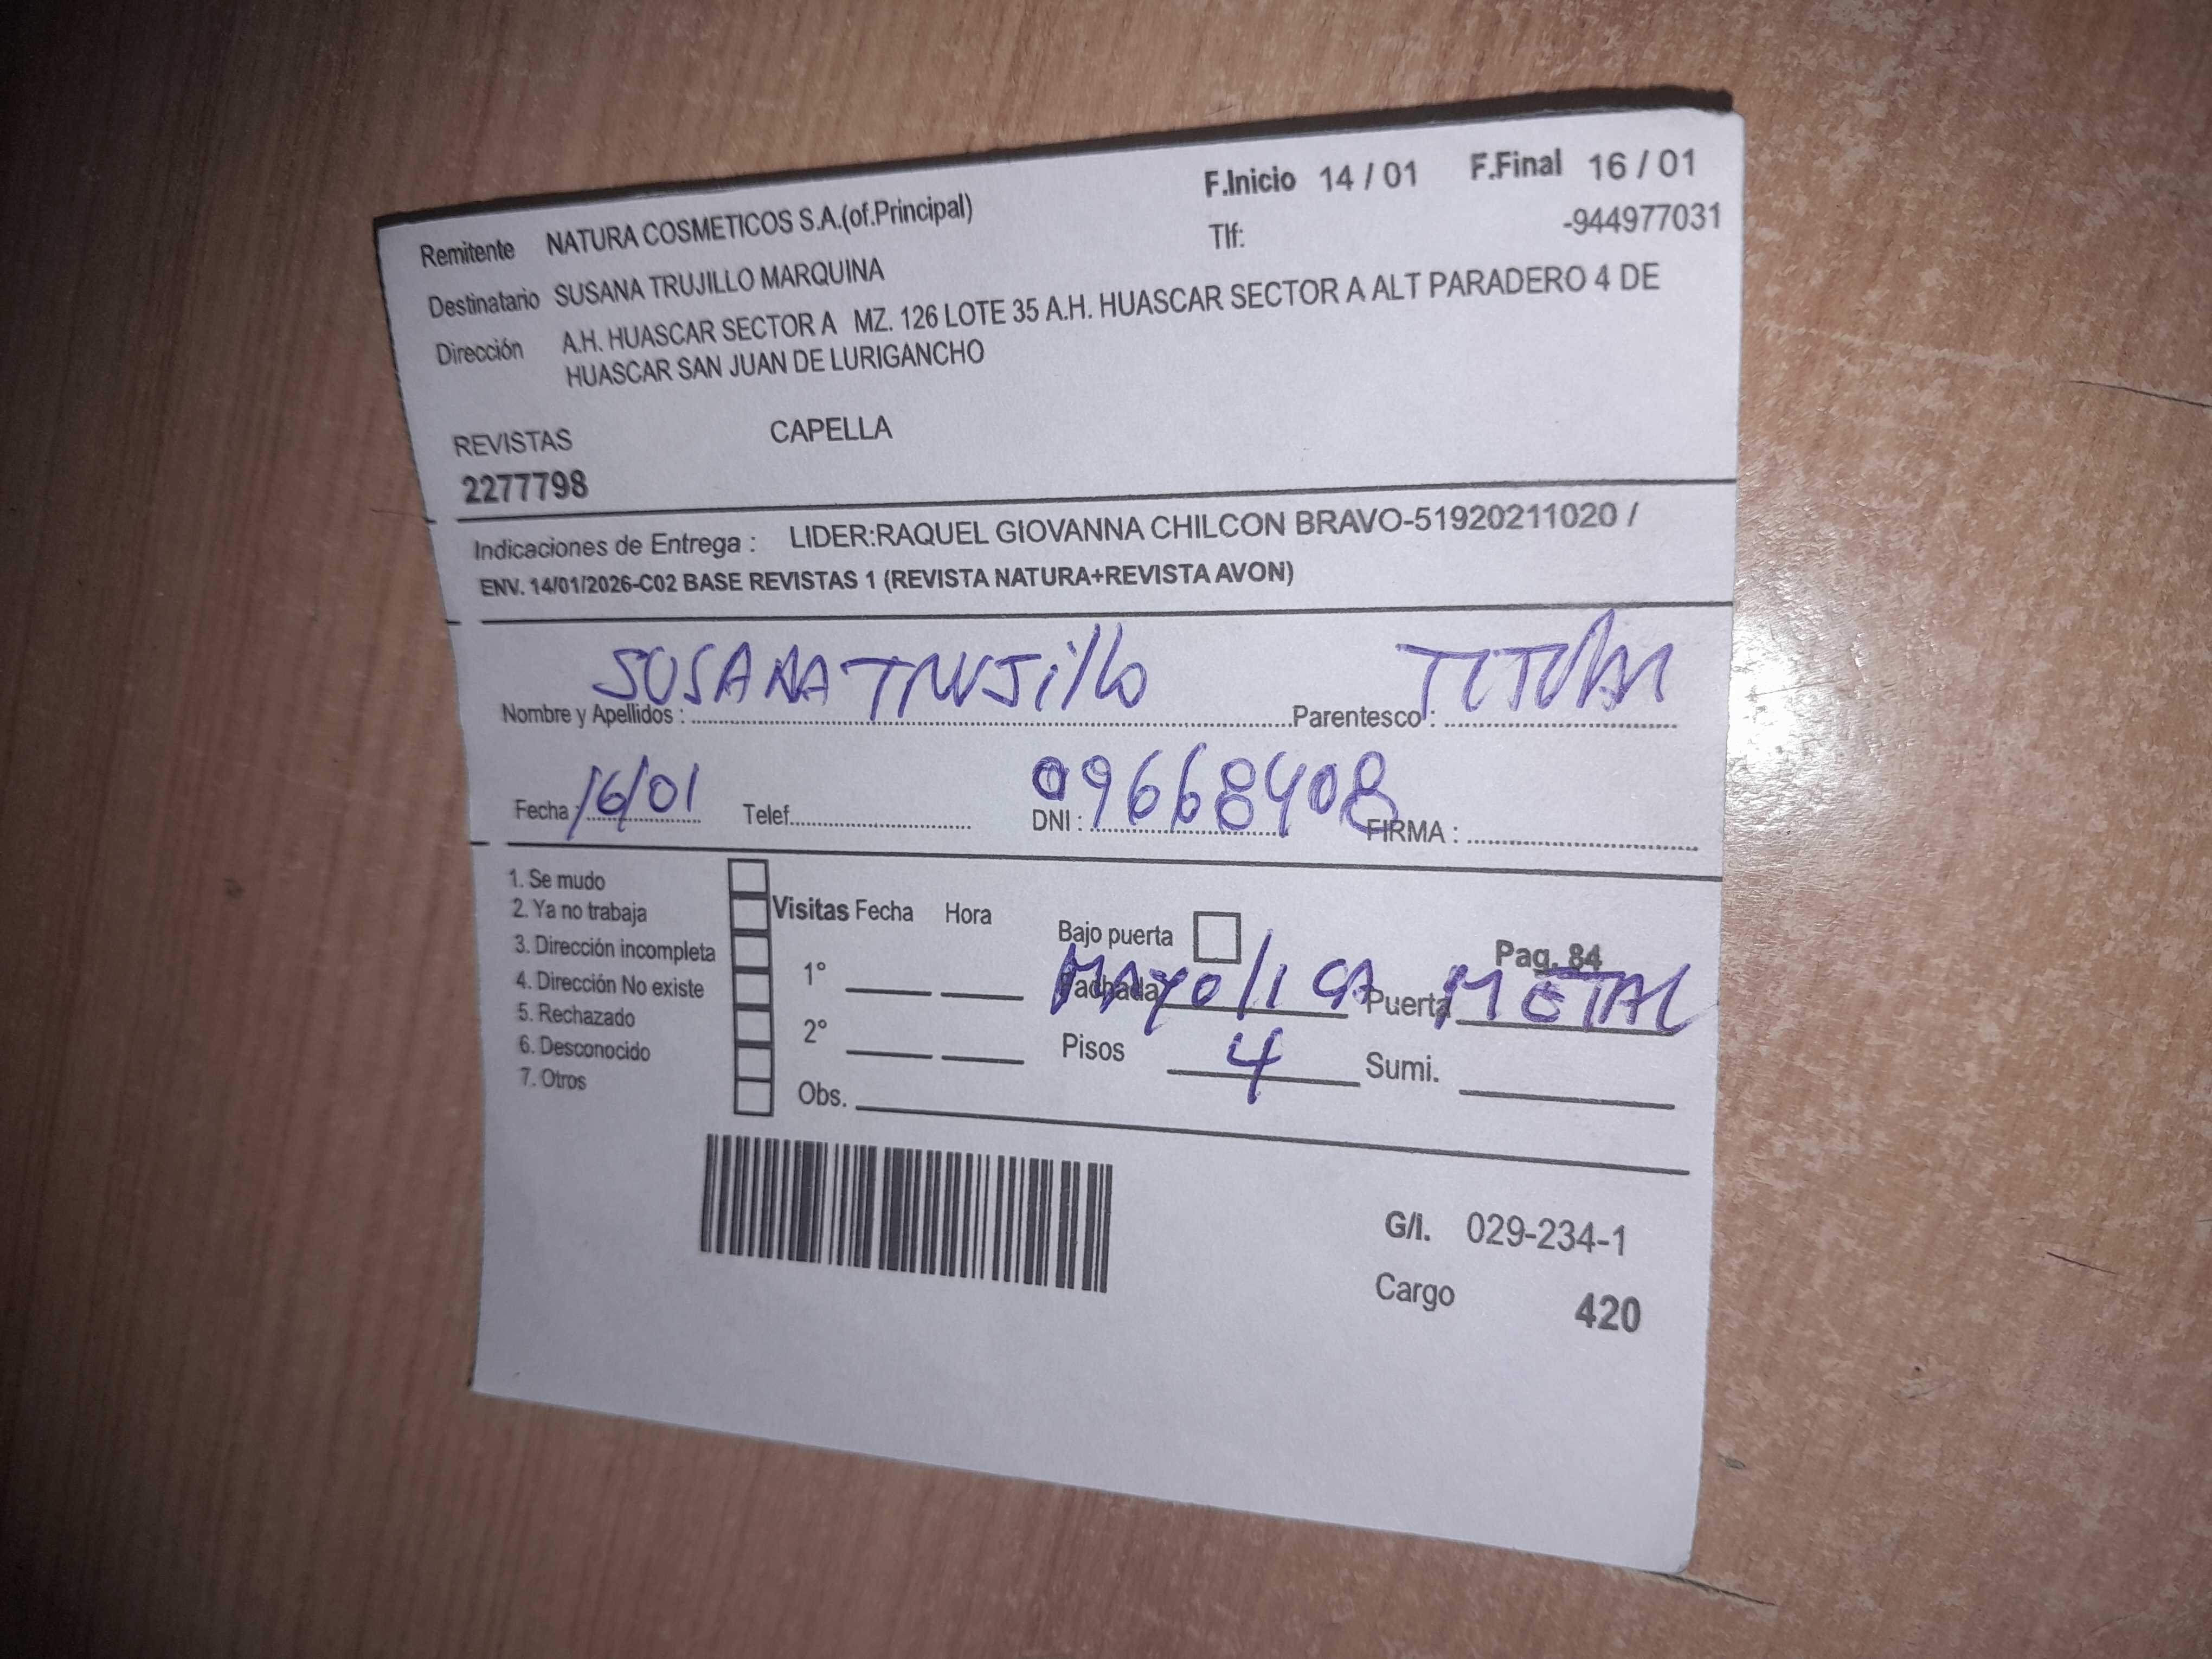 F.Inicio 14 / 01 F.Final 16 / 01
Remitente NATURA COSMETICOS S.A.(of.Principal) Tlf: -944977031
Destinatario SUSANA TRUJILLO MARQUINA
Dirección A.H. HUASCAR SECTOR A MZ. 126 LOTE 35 A.H. HUASCAR SECTOR A ALT PARADERO 4 DE
HUASCAR SAN JUAN DE LURIGANCHO
REVISTAS CAPELLA
2277798
Indicaciones de Entrega : LIDER:RAQUEL GIOVANNA CHILCON BRAVO-51920211020 /
ENV. 14/01/2026-C02 BASE REVISTAS 1 (REVISTA NATURA+REVISTA AVON)
Nombre y Apellidos : SUSANA TRUJillo Parentesco : TITULAR
Fecha : 16/01 Telef. DNI : 09668408 FIRMA :
1. Se mudo
2. Ya no trabaja Visitas Fecha Hora Bajo puerta
3. Dirección incompleta Pag. 84
4. Dirección No existe 1° Fachada MAYOlICA Puerta METAL
5. Rechazado
6. Desconocido 2° Pisos 4 Sumi.
7. Otros Obs.
G/I. 029-234-1
Cargo 420